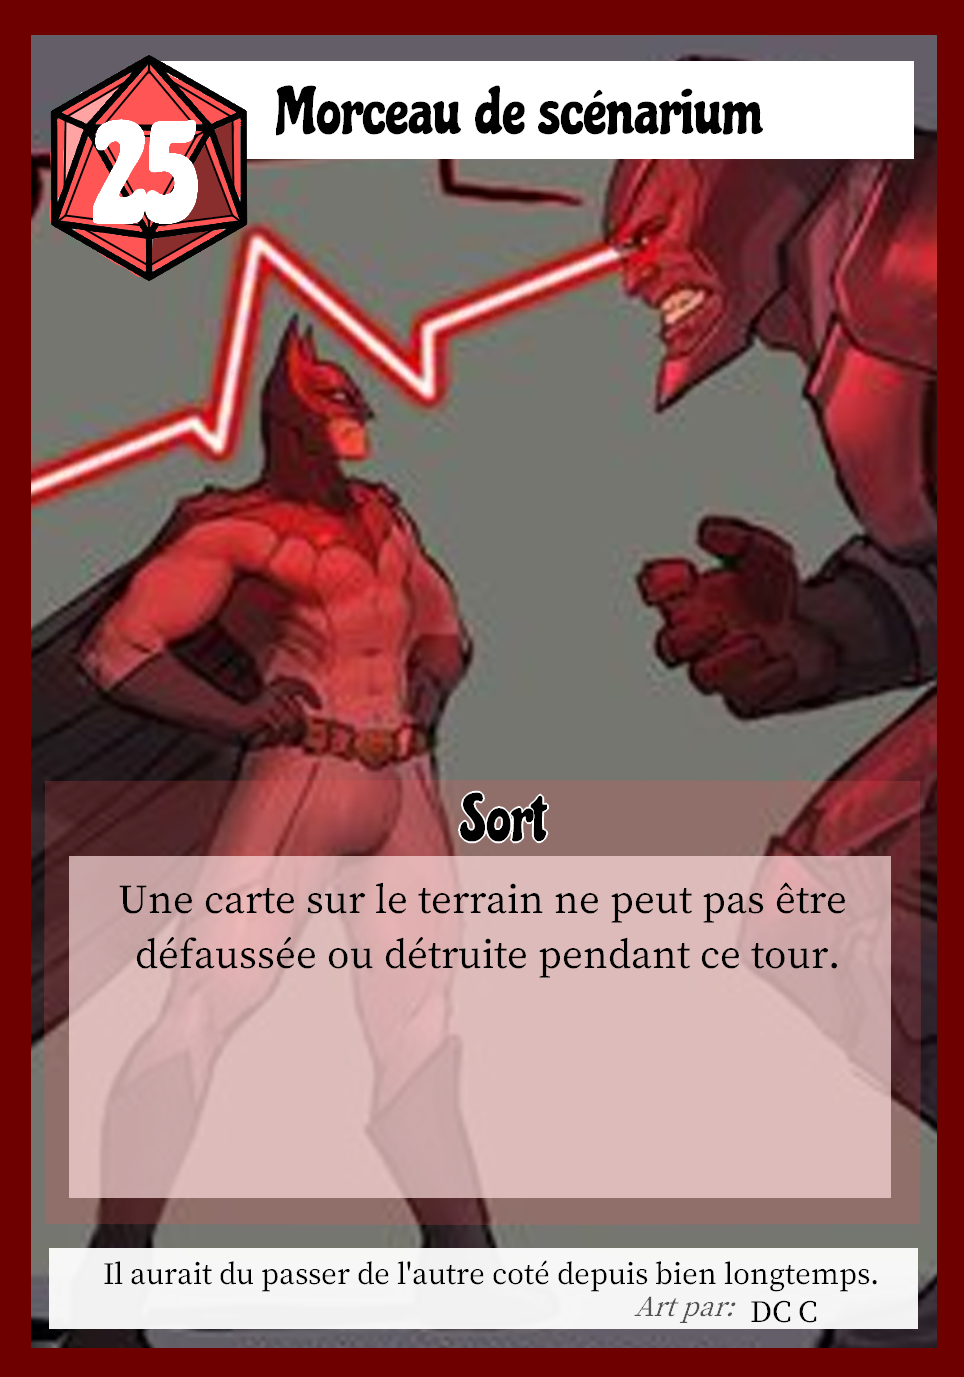 25
Morceau de scénarium
Sort
Une carte sur le terrain ne peut pas être
défaussée ou détruite pendant ce tour.
Il aurait du passer de l'autre coté depuis bien longtemps.
Art par: DC C